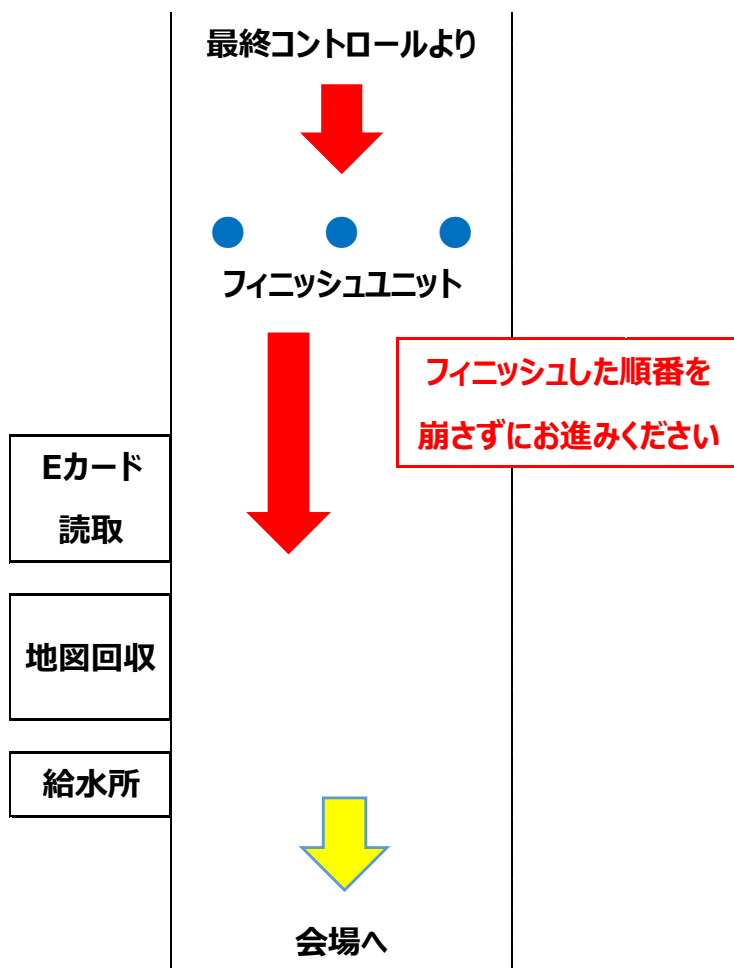 最終コントロールより
フィニッシュユニット
フィニッシュした順番を
崩さずにお進みください
Eカード
読取
地図回収
給水所
会場へ